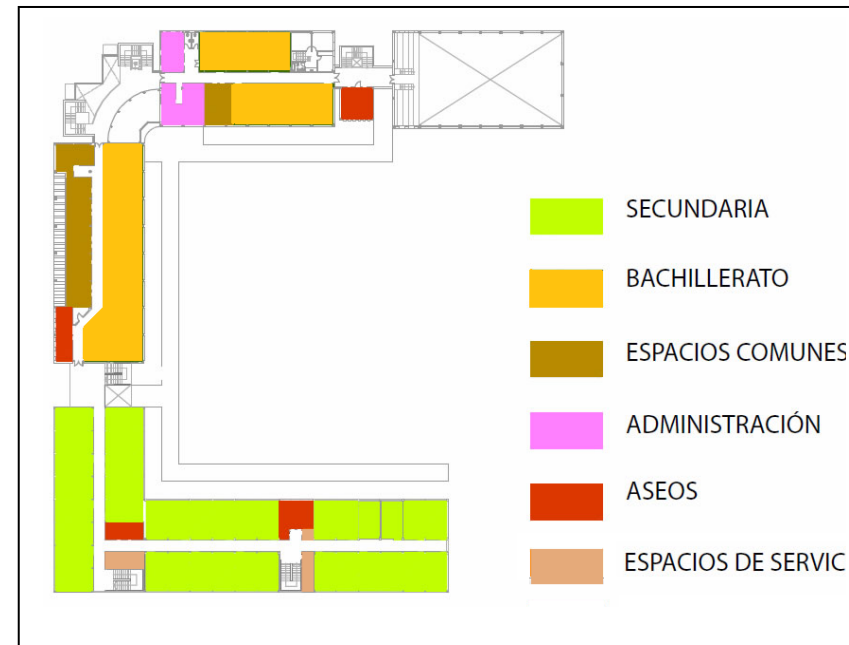 SECUNDARIA
BACHILLERATO
ESPACIOS COMUNES
ADMINISTRACIÓN
ASEOS
ESPACIOS DE SERVIC